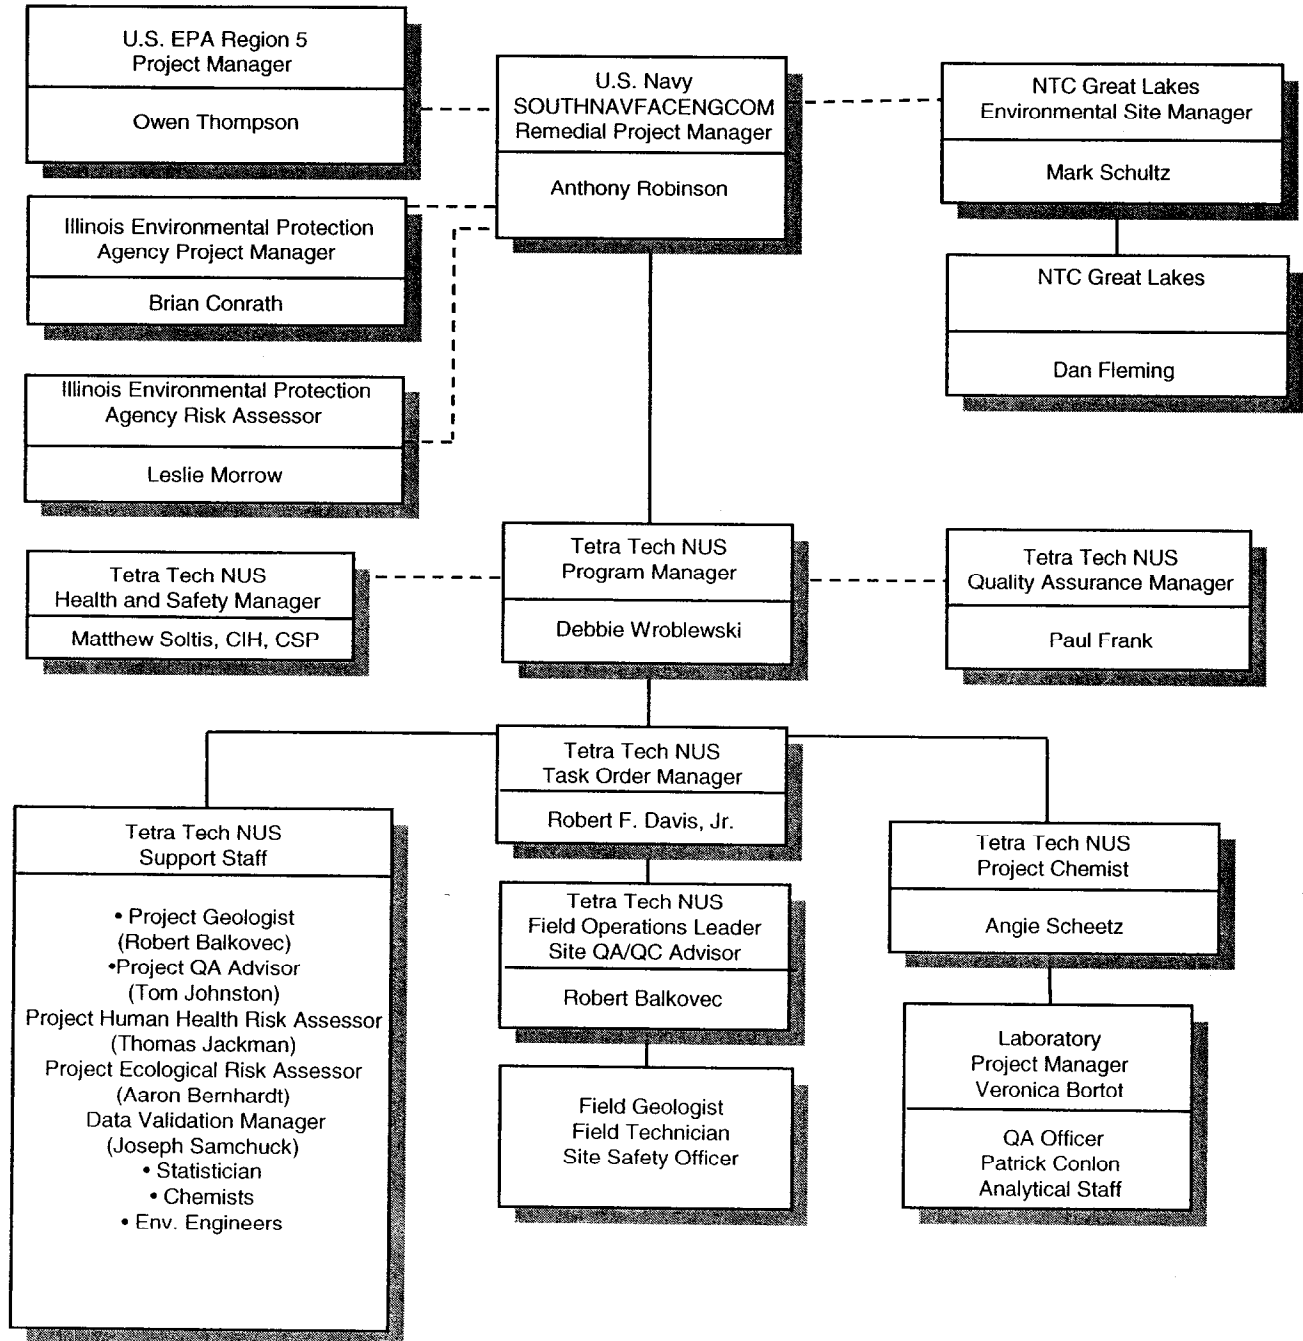 U.S. EPA Region 5
Project Manager
Owen Thompson
U.S. Navy
SOUTHNAVFACENGCOM
Remedial Project Manager
Anthony Robinson
NTC Great Lakes
Environmental Site Manager
Mark Schultz
Illinois Environmental Protection
Agency Project Manager
Brian Conrath
NTC Great Lakes
Dan Fleming
Illinois Environmental Protection
Agency Risk Assessor
Leslie Morrow
Tetra Tech NUS
Health and Safety Manager
Matthew Soltis, CIH, CSP
Tetra Tech NUS
Program Manager
Debbie Wroblewski
Tetra Tech NUS
Quality Assurance Manager
Paul Frank
Tetra Tech NUS
Task Order Manager
Robert F. Davis, Jr.
Tetra Tech NUS
Support Staff
• Project Geologist
(Robert Balkovec)
•Project QA Advisor
(Tom Johnston)
Project Human Health Risk Assessor
(Thomas Jackman)
Project Ecological Risk Assessor
(Aaron Bernhardt)
Data Validation Manager
(Joseph Samchuck)
• Statistician
• Chemists
• Env. Engineers
Tetra Tech NUS
Field Operations Leader
Site QA/QC Advisor
Robert Balkovec
Field Geologist
Field Technician
Site Safety Officer
Tetra Tech NUS
Project Chemist
Angie Scheetz
Laboratory
Project Manager
Veronica Bortot
QA Officer
Patrick Conlon
Analytical Staff